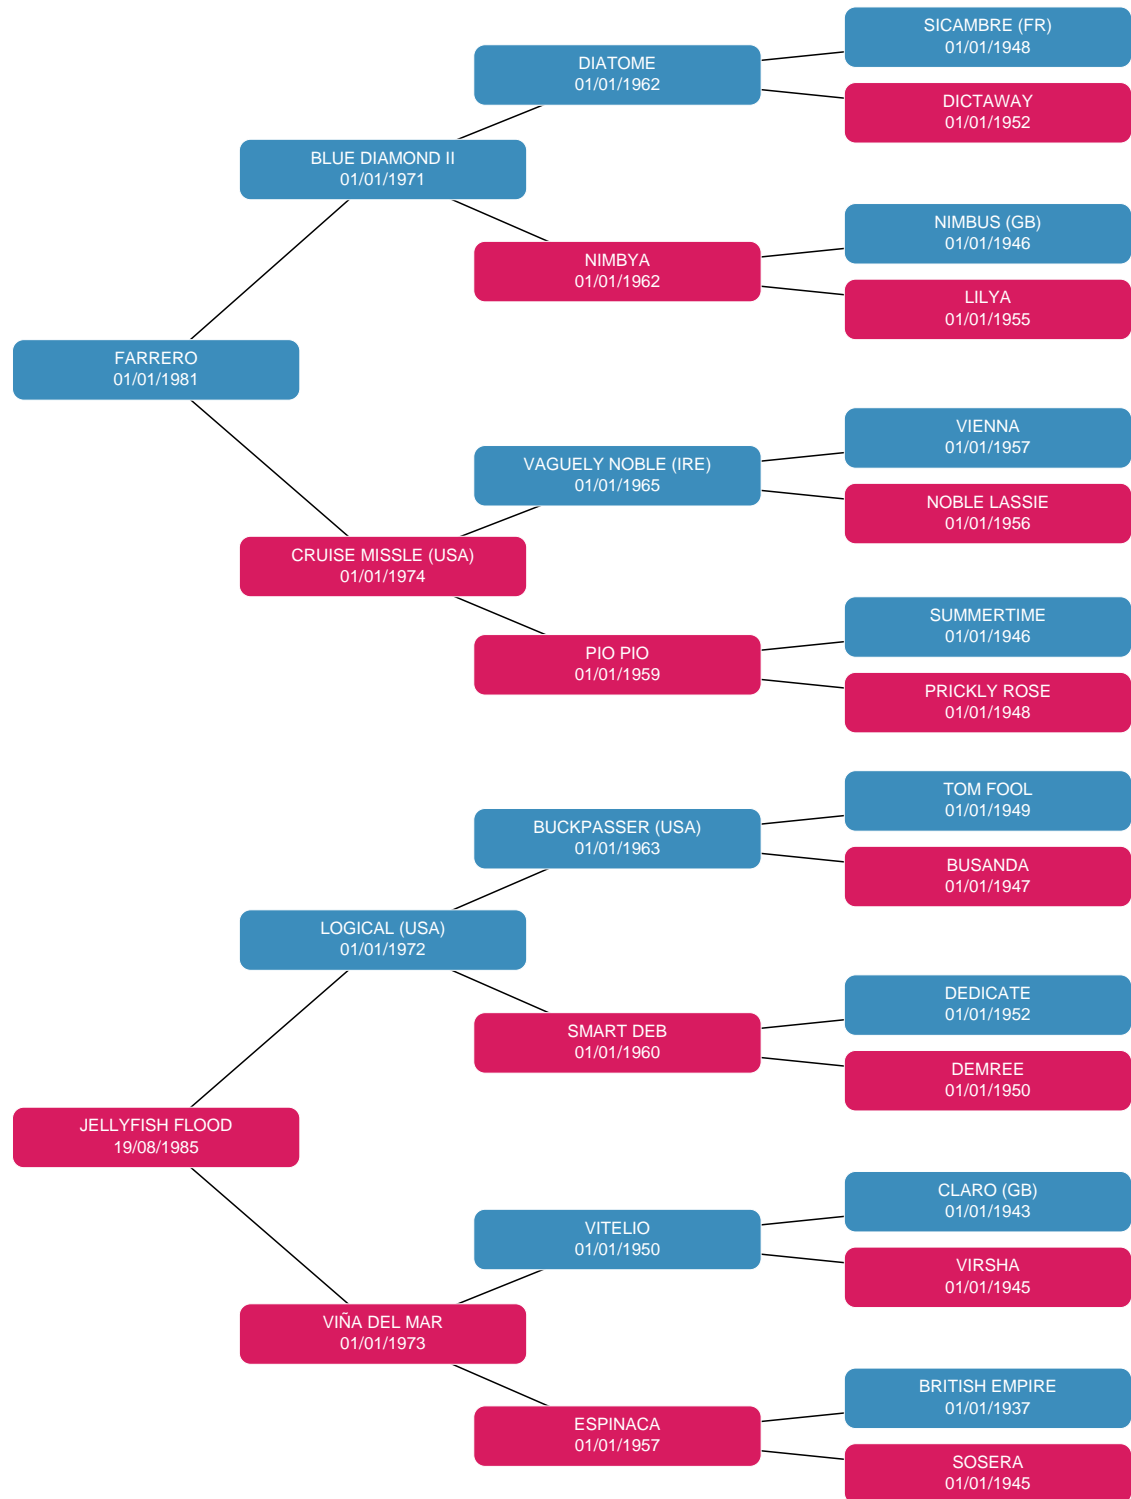 SICAMBRE (FR)
01/01/1948
DIATOME
01/01/1962
DICTAWAY
01/01/1952
BLUE DIAMOND II
01/01/1971
NIMBUS (GB)
01/01/1946
NIMBYA
01/01/1962
LILYA
01/01/1955
FARRERO
01/01/1981
VIENNA
01/01/1957
VAGUELY NOBLE (IRE)
01/01/1965
NOBLE LASSIE
01/01/1956
CRUISE MISSLE (USA)
01/01/1974
SUMMERTIME
01/01/1946
PIO PIO
01/01/1959
PRICKLY ROSE
01/01/1948
TOM FOOL
01/01/1949
BUCKPASSER (USA)
01/01/1963
BUSANDA
01/01/1947
LOGICAL (USA)
01/01/1972
DEDICATE
01/01/1952
SMART DEB
01/01/1960
DEMREE
01/01/1950
JELLYFISH FLOOD
19/08/1985
CLARO (GB)
01/01/1943
VITELIO
01/01/1950
VIRSHA
01/01/1945
VIÑA DEL MAR
01/01/1973
BRITISH EMPIRE
01/01/1937
ESPINACA
01/01/1957
SOSERA
01/01/1945